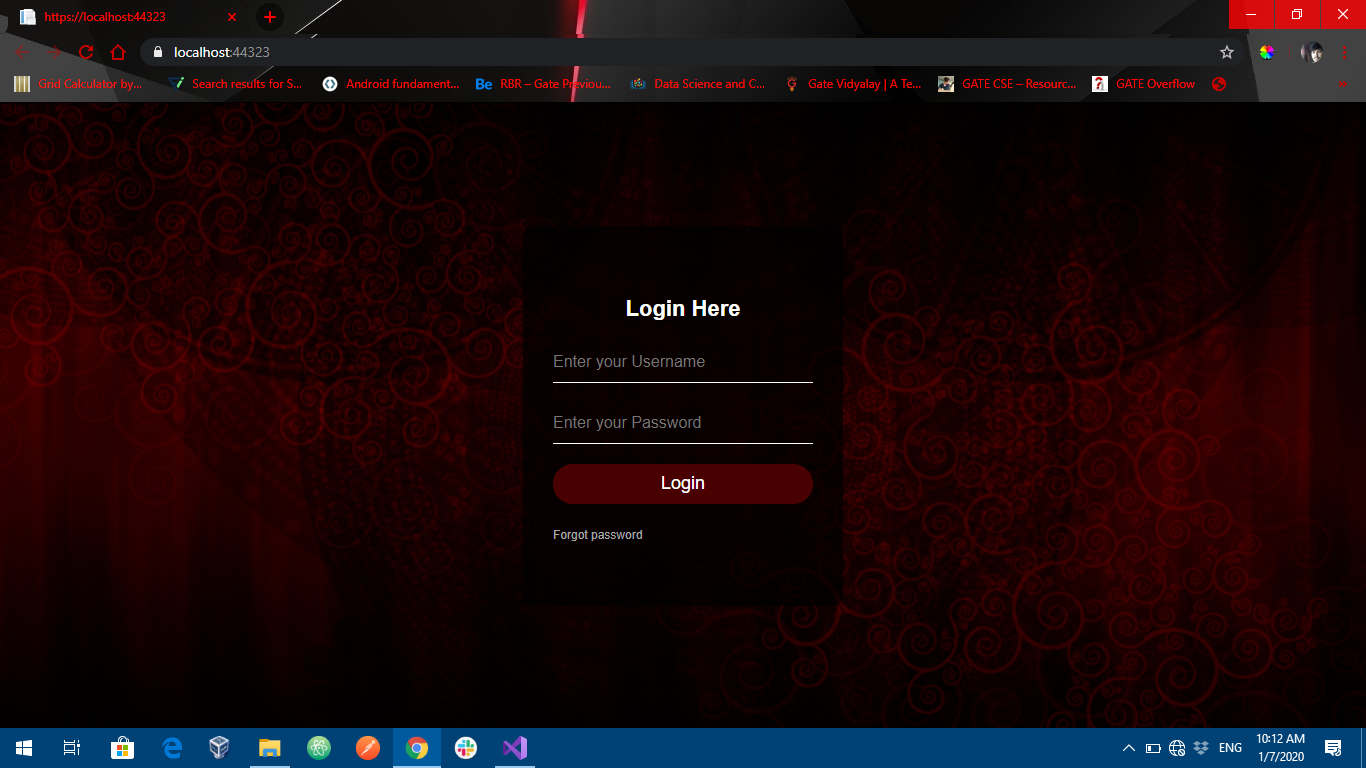 https://localhost:44323
localhost:44323
Grid Calculator by... Search results for S... Android fundament... Be RBR – Gate Previou... Data Science and C... Gate Vidyalay | A Te... GATE CSE – Resourc... GATE Overflow »
Login Here
Enter your Username
Enter your Password
Login
Forgot password
ENG
10:12 AM
1/7/2020